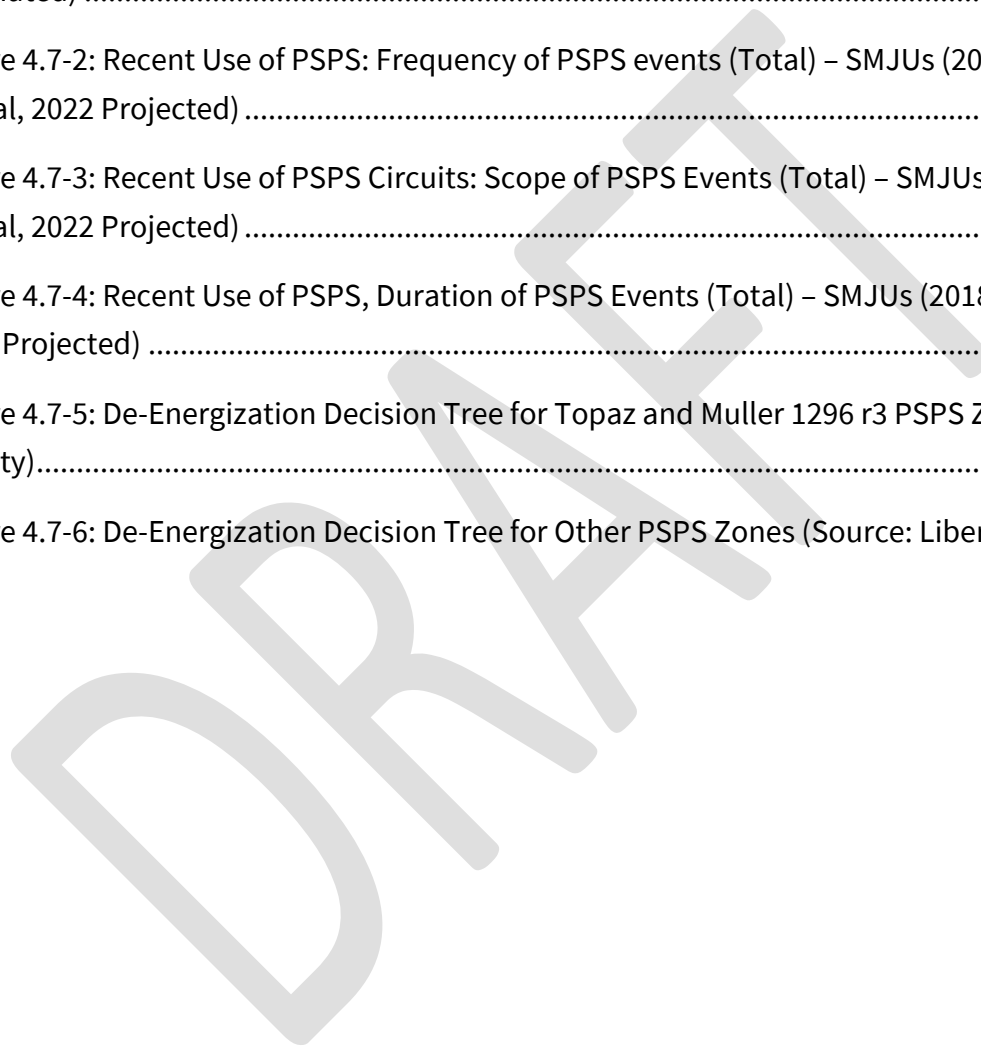 e 4.7-2: Recent Use of PSPS: Frequency of PSPS events (Total) – SMJUs (20
al, 2022 Projected) ........................................................................................................
e 4.7-3: Recent Use of PSPS Circuits: Scope of PSPS Events (Total) – SMJUs
al, 2022 Projected) ........................................................................................................
e 4.7-4: Recent Use of PSPS, Duration of PSPS Events (Total) – SMJUs (2018
Projected) ........................................................................................................
e 4.7-5: De-Energization Decision Tree for Topaz and Muller 1296 r3 PSPS Z
ty)........................................................................................................
e 4.7-6: De-Energization Decision Tree for Other PSPS Zones (Source: Liber
DRAFT